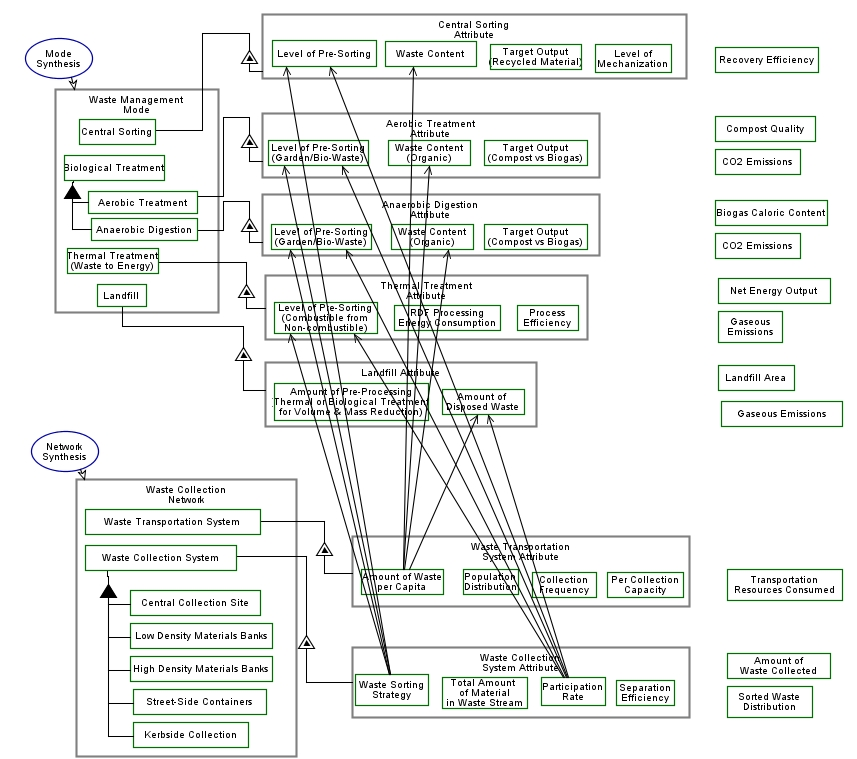 Mode
Synthesis
Waste Management
Mode
Central Sorting
Biological Treatment
Aerobic Treatment
Anaerobic Digestion
Thermal Treatment
(Waste to Energy)
Landfill
Central Sorting
Attribute
Level of Pre-Sorting
Waste Content
Target Output
(Recycled Material)
Level of
Mechanization
Recovery Efficiency
Aerobic Treatment
Attribute
Level of Pre-Sorting
(Garden/Bio-Waste)
Waste Content
(Organic)
Target Output
(Compost vs Biogas)
Compost Quality
CO2 Emissions
Anaerobic Digestion
Attribute
Level of Pre-Sorting
(Garden/Bio-Waste)
Waste Content
(Organic)
Target Output
(Compost vs Biogas)
Biogas Caloric Content
CO2 Emissions
Thermal Treatment
Attribute
Level of Pre-Sorting
(Combustible from
Non-combustible)
RDF Processing
Energy Consumption
Process
Efficiency
Net Energy Output
Gaseous
Emissions
Landfill Attribute
Amount of Pre-Processing
(Thermal or Biological Treatment
for Volume & Mass Reduction)
Amount of
Disposed Waste
Landfill Area
Gaseous Emissions
Network
Synthesis
Waste Collection
Network
Waste Transportation System
Waste Collection System
Central Collection Site
Low Density Materials Banks
High Density Materials Banks
Street-Side Containers
Kerbside Collection
Waste Transportation
System Attribute
Amount of Waste
per Capita
Population
Distribution
Collection
Frequency
Per Collection
Capacity
Transportation
Resources Consumed
Waste Collection
System Attribute
Waste Sorting
Strategy
Total Amount
of Material
in Waste Stream
Participation
Rate
Separation
Efficiency
Amount of
Waste Collected
Sorted Waste
Distribution